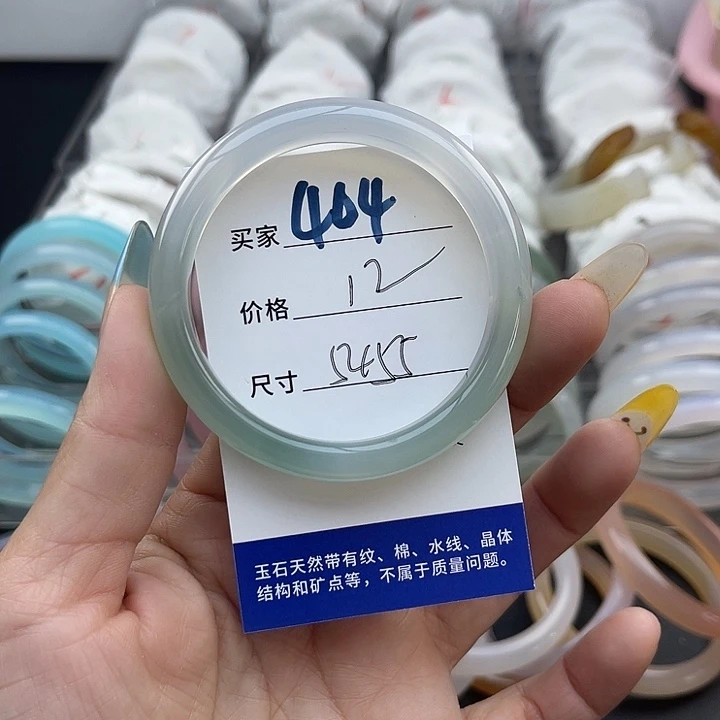 买家 404
价格 12
尺寸 5455
玉石天然带有纹、棉、水线、晶体
结构和矿点等，不属于质量问题。